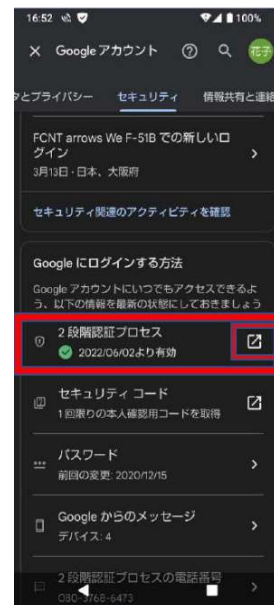 16:52
100%
Google アカウント
花子
タとプライバシー セキュリティ 情報共有と連絡
FCNT arrows We F-51B での新しいロ
グイン
3月13日・日本、大阪府
セキュリティ関連のアクティビティを確認
Google にログインする方法
Google アカウントにいつでもアクセスできるよ
う、以下の情報を最新の状態にしておきましょう
2 段階認証プロセス
2022/06/02より有効
セキュリティ コード
1 回限りの本人確認用コードを取得
パスワード
前回の変更: 2020/12/15
Google からのメッセージ
デバイス: 4
2 段階認証プロセスの電話番号
080-3768-6473